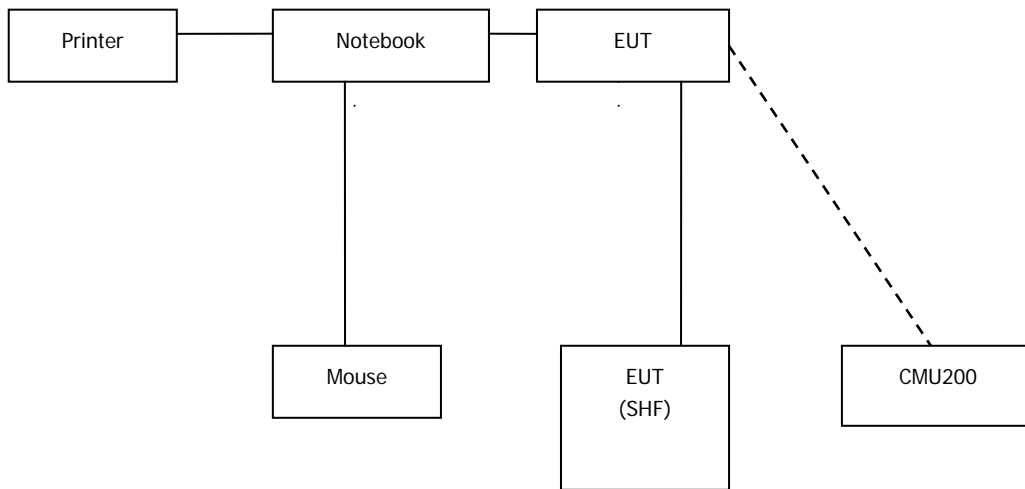 Printer
Notebook
EUT
Mouse
EUT
(SHF)
CMU200